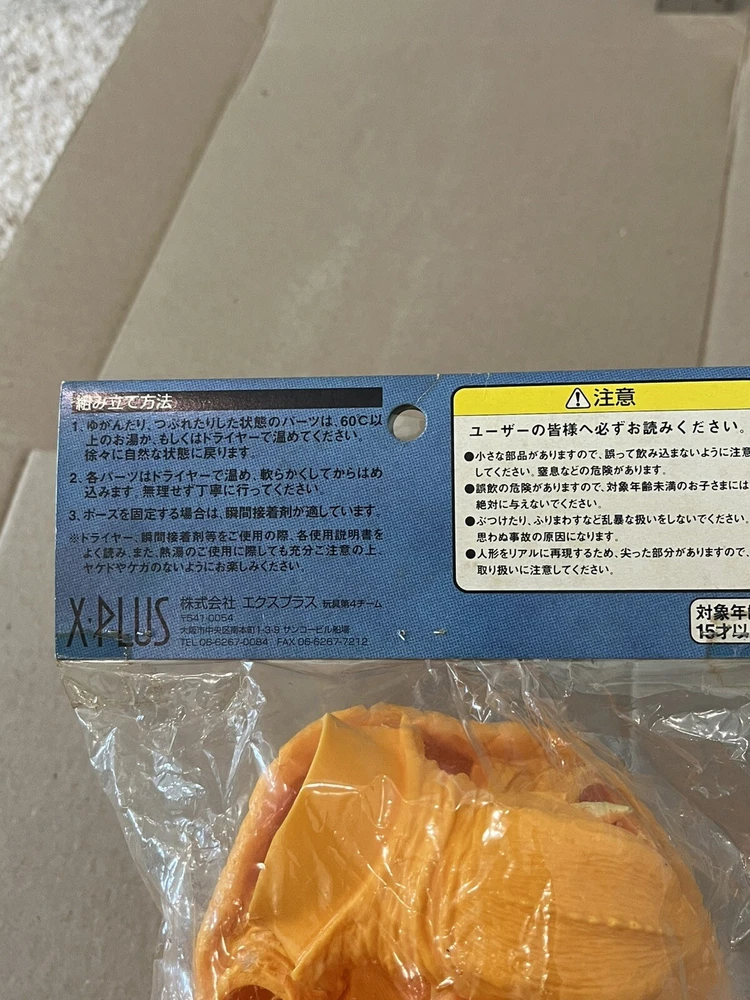 組み立て方法
1. ゆがんだり、つぶれたりした状態のパーツは、60℃以
上のお湯か、もしくはドライヤーで温めてください。
徐々に自然な状態に戻ります。
2. 各パーツはドライヤーで温め、軟らかくしてからはめ
込みます。無理せず丁寧に行ってください。
3. ポーズを固定する場合は、瞬間接着剤が適しています。
※ドライヤー、瞬間接着剤等をご使用の際、各使用説明書を
よく読み、また、熱湯のご使用に際しても充分ご注意の上、
ヤケドやケガのないようにお楽しみください。
X·PLUS
株式会社 エクスプラス 玩具第4チーム
〒541-0054
大阪市中央区南本町1-3-9 サンコービル船場
TEL 06-6267-0084 FAX 06-6267-7212
注意
ユーザーの皆様へ必ずお読みください。
●小さな部品がありますので、誤って飲み込まないように注意
してください。窒息などの危険があります。
●誤飲の危険がありますので、対象年齢未満のお子さまには
絶対に与えないでください。
●ぶつけたり、ふりまわすなど乱暴な扱いをしないでください。
思わぬ事故の原因になります。
●人形をリアルに再現するため、尖った部分がありますので、
取り扱いに注意してください。
対象年齢
15才以